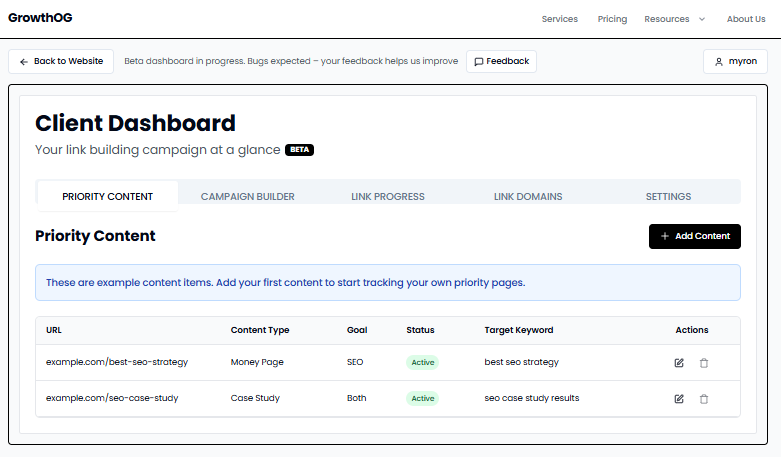 GrowthOG
Services Pricing Resources About Us
Back to Website Beta dashboard in progress. Bugs expected – your feedback helps us improve Feedback myron
Client Dashboard
Your link building campaign at a glance BETA
PRIORITY CONTENT CAMPAIGN BUILDER LINK PROGRESS LINK DOMAINS SETTINGS
Priority Content + Add Content
These are example content items. Add your first content to start tracking your own priority pages.
URL Content Type Goal Status Target Keyword Actions
example.com/best-seo-strategy Money Page SEO Active best seo strategy
example.com/seo-case-study Case Study Both Active seo case study results